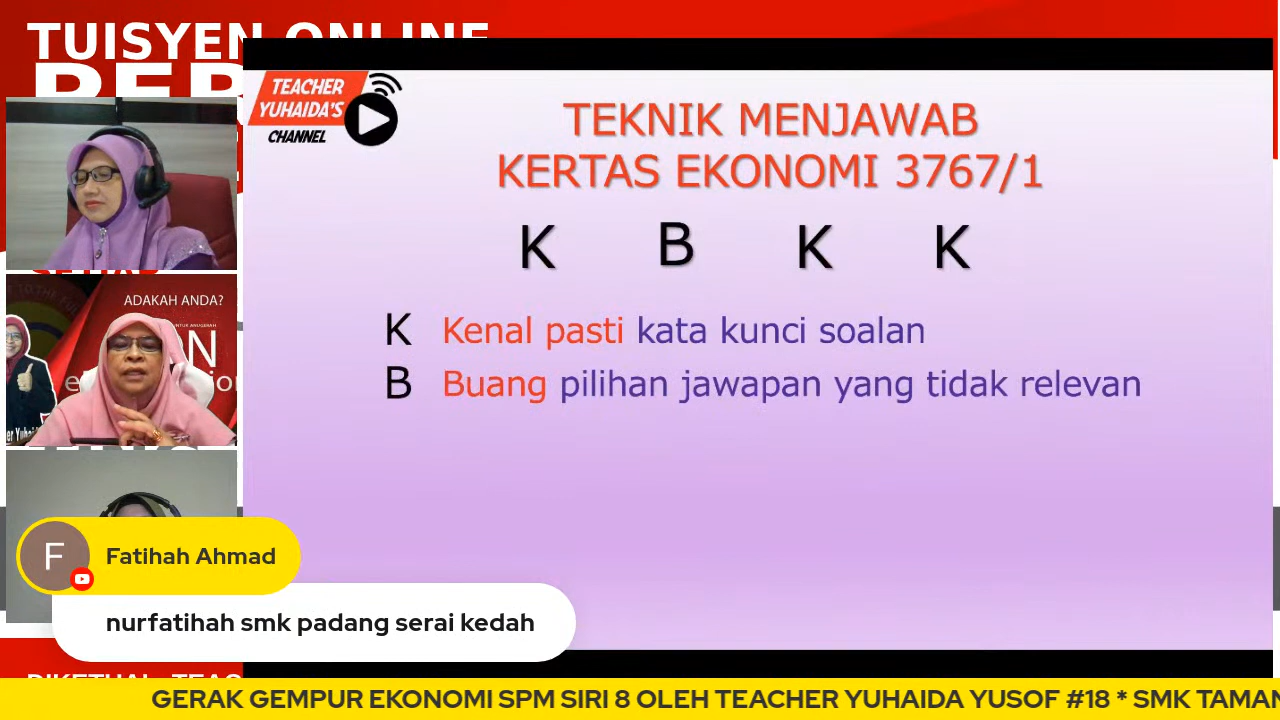 TUISYEN ONLINE
TEACHER
YUHAIDA'S
CHANNEL
TEKNIK MENJAWAB
KERTAS EKONOMI 3767/1
K B K K
K Kenal pasti kata kunci soalan
B Buang pilihan jawapan yang tidak relevan
ADAKAH ANDA?
F
Fatihah Ahmad
nurfatihah smk padang serai kedah
GERAK GEMPUR EKONOMI SPM SIRI 8 OLEH TEACHER YUHAIDA YUSOF #18 * SMK TAMAN